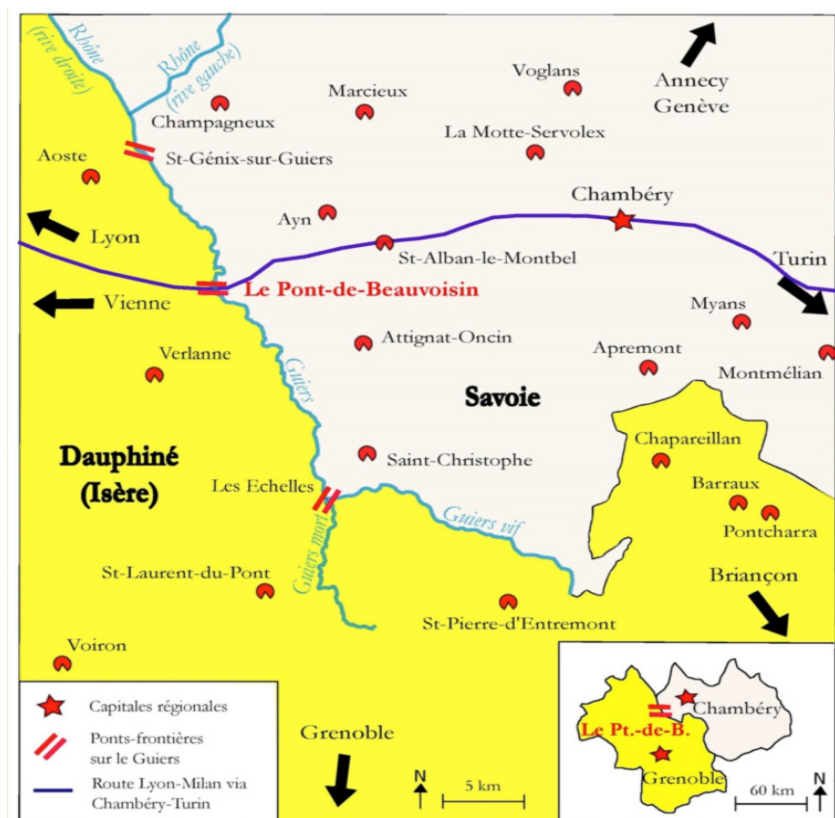 Rhône
(rive droite)
Rhône
(rive gauche)
Voglans
Annecy
Genève
Marcieux
Champagneux
La Motte-Servolex
Aoste
St-Génix-sur-Guiers
Chambéry
Ayn
Lyon
St-Alban-le-Montbel
Turin
Le Pont-de-Beauvoisin
Vienne
Myans
Attignat-Oncin
Verlanne
Apremont
Montmélian
Guiers
Savoie
Dauphiné
(Isère)
Saint-Christophe
Chapareillan
Les Echelles
Barraux
Guiers vif
Pontcharra
Guiers mort
St-Laurent-du-Pont
Briançon
St-Pierre-d'Entremont
Voiron
Capitales régionales
Ponts-frontières
sur le Guiers
Route Lyon-Milan via
Chambéry-Turin
Grenoble
N
5 km
Chambéry
Le Pt.-de-B.
Grenoble
60 km
N